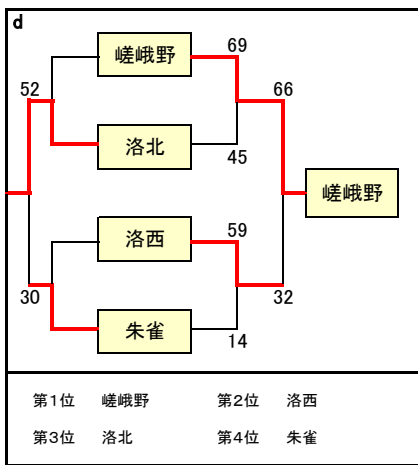 d
嵯峨野 69
52 66
洛北 45
嵯峨野
洛西 59
30 32
朱雀 14
第1位 嵯峨野 第2位 洛西
第3位 洛北 第4位 朱雀